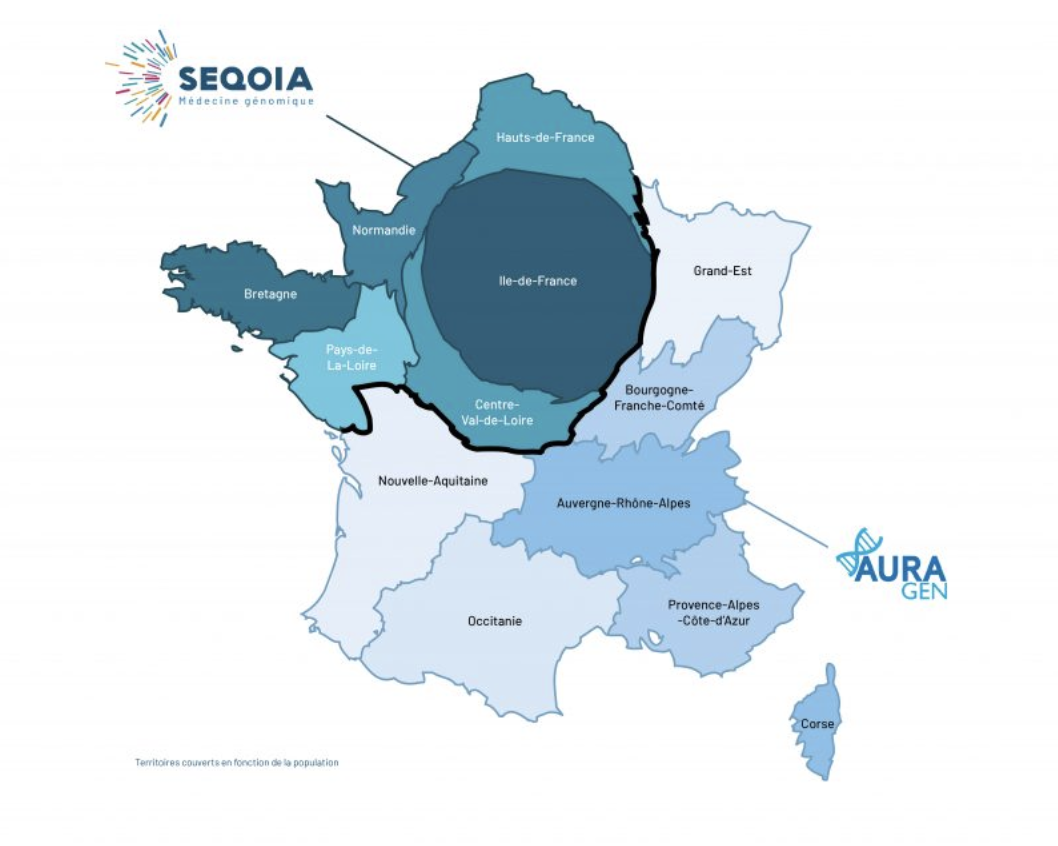 SEQOIA
Médecine génomique
Hauts-de-France
Normandie
Ile-de-France
Grand-Est
Bretagne
Pays-de-
La-Loire
Centre-
Val-de-Loire
Bourgogne-
Franche-Comté
Nouvelle-Aquitaine
Auvergne-Rhône-Alpes
AURA
GEN
Occitanie
Provence-Alpes
-Côte-d'Azur
Corse
Territoires couverts en fonction de la population